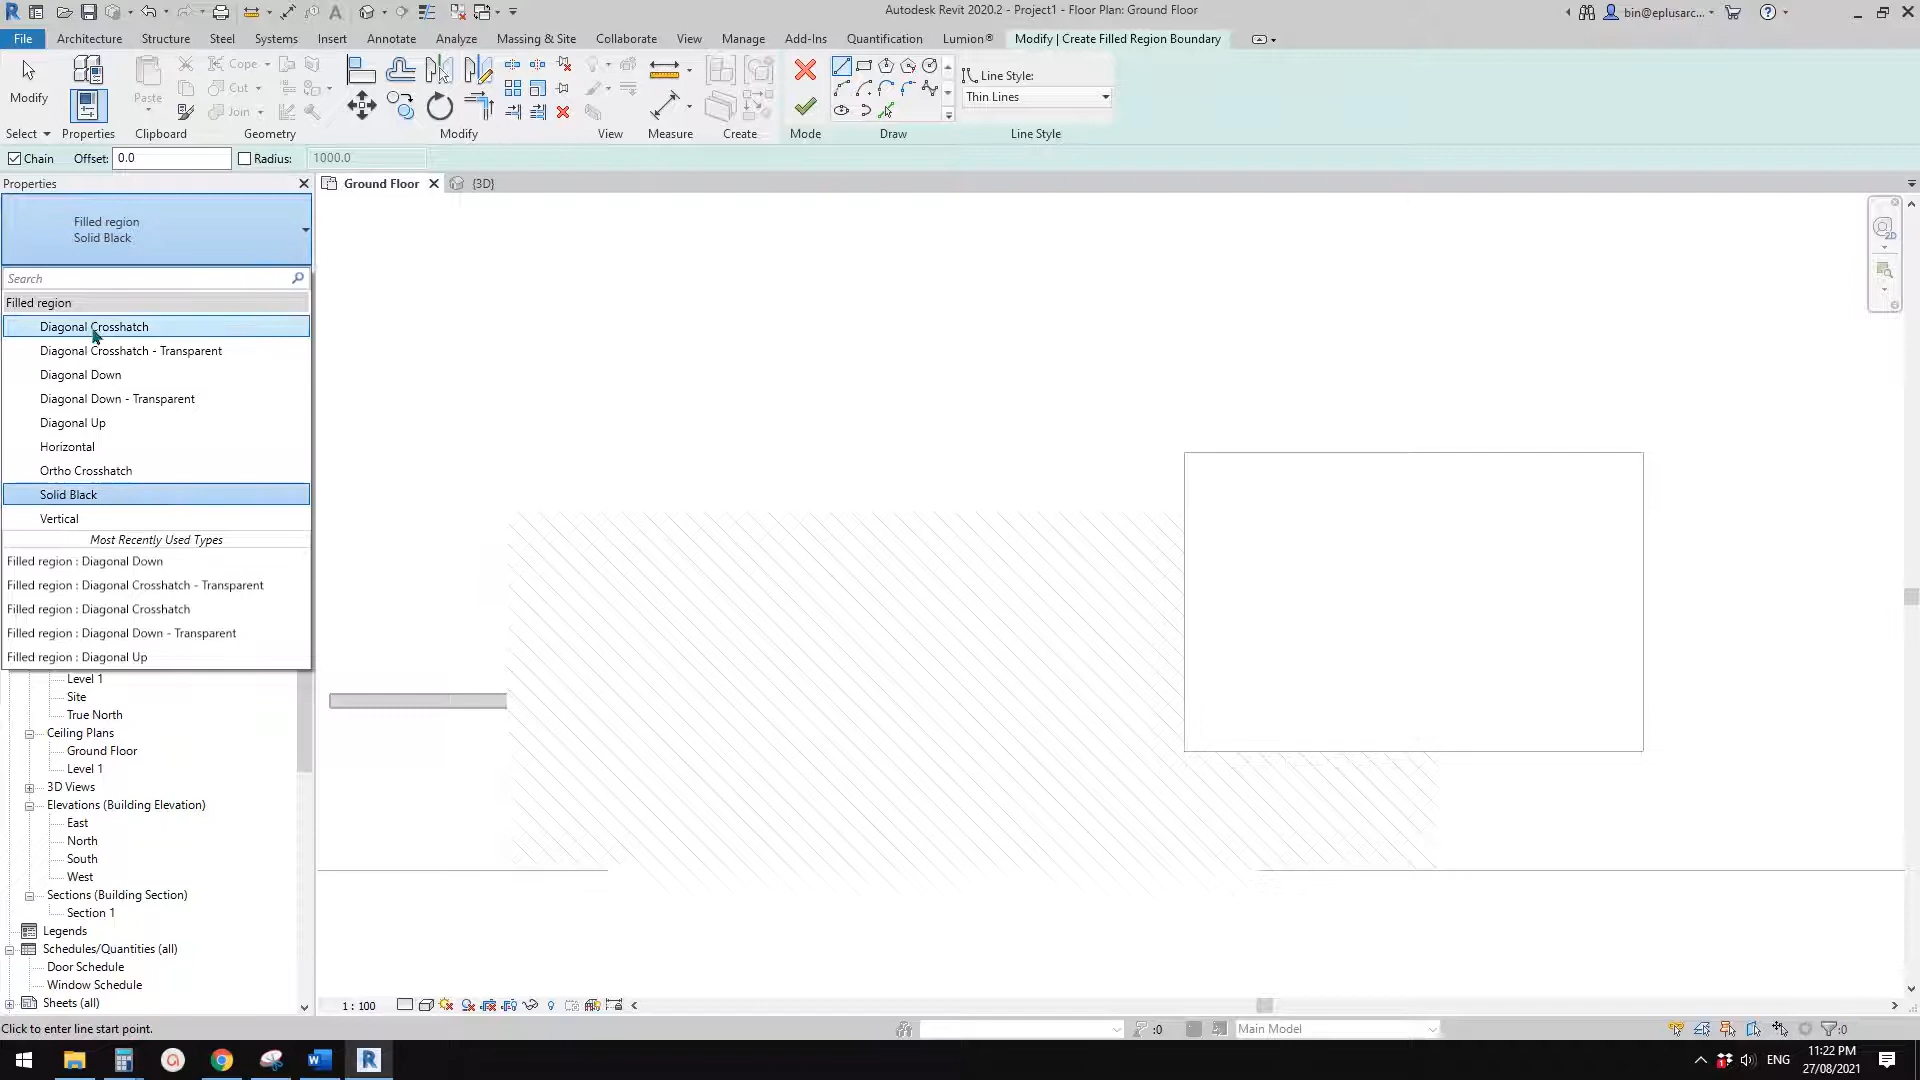 Autodesk Revit 2020.2 - Project1 - Floor Plan: Ground Floor
bin@eplusarc...
File Architecture Structure Steel Systems Insert Annotate Analyze Massing & Site Collaborate View Manage Add-Ins Quantification Lumion® Modify | Create Filled Region Boundary
Modify
Paste
Cope
Cut
Join
Line Style:
Thin Lines
Select Properties Clipboard Geometry Modify View Measure Create Mode Draw Line Style
Chain Offset: 0.0 Radius: 1000.0
Properties
Ground Floor {3D}
Filled region
Solid Black
Search
Filled region
Diagonal Crosshatch
Diagonal Crosshatch - Transparent
Diagonal Down
Diagonal Down - Transparent
Diagonal Up
Horizontal
Ortho Crosshatch
Solid Black
Vertical
Most Recently Used Types
Filled region : Diagonal Down
Filled region : Diagonal Crosshatch - Transparent
Filled region : Diagonal Crosshatch
Filled region : Diagonal Down - Transparent
Filled region : Diagonal Up
Level 1
Site
True North
Ceiling Plans
Ground Floor
Level 1
3D Views
Elevations (Building Elevation)
East
North
South
West
Sections (Building Section)
Section 1
Legends
Schedules/Quantities (all)
Door Schedule
Window Schedule
Sheets (all)
2D
1 : 100
Click to enter line start point.
:0
Main Model
:0
ENG
11:22 PM
27/08/2021